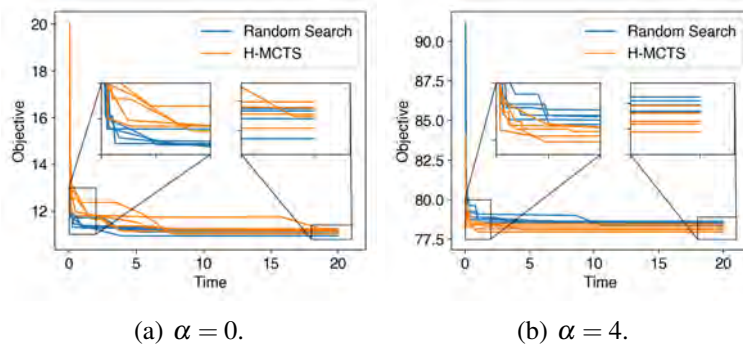 20
18
16
14
12
Objective
0
5
10
15
20
Time
Random Search
H-MCTS
(a) α = 0.
90.0
87.5
85.0
82.5
80.0
77.5
Objective
0
5
10
15
20
Time
Random Search
H-MCTS
(b) α = 4.